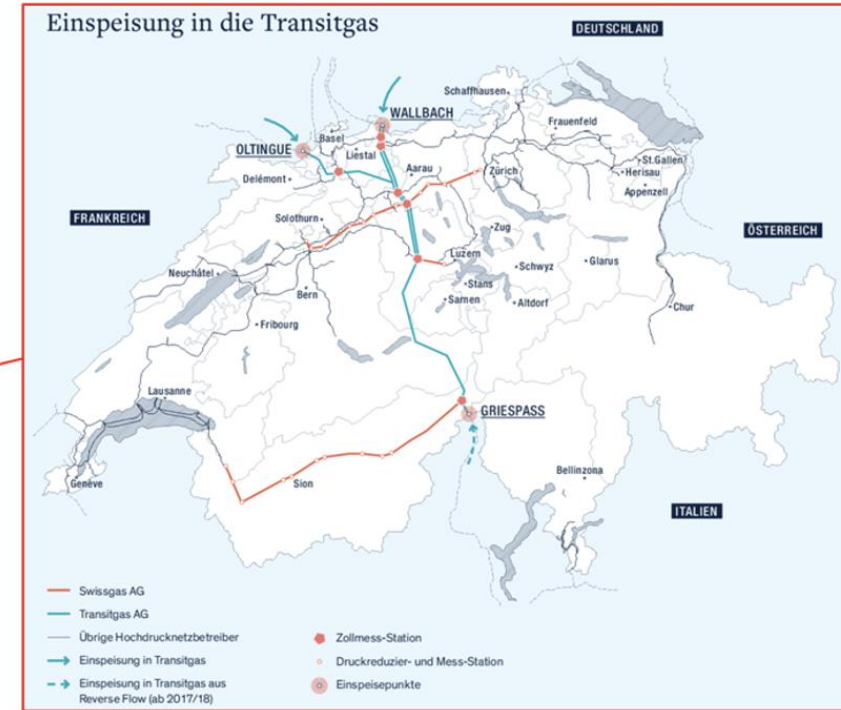 Einspeisung in die Transitgas
DEUTSCHLAND
Schaffhausen
WALLBACH
Basel
Frauenfeld
OLTINGUE
Liestal
Aarau
Zürich
St.Gallen
Herisau
Delémont
Appenzell
FRANKREICH
Solothurn
Zug
ÖSTERREICH
Luzern
Neuchâtel
Schwyz
Glarus
Stans
Bern
Sarnen
Altdorf
Chur
Fribourg
Lausanne
GRIESPASS
Genève
Sion
Bellinzona
ITALIEN
Swissgas AG
Transitgas AG
Übrige Hochdrucknetzbetreiber
Einspeisung in Transitgas
Einspeisung in Transitgas aus
Reverse Flow (ab 2017/18)
Zollmess-Station
Druckreduzier- und Mess-Station
Einspeisepunkte